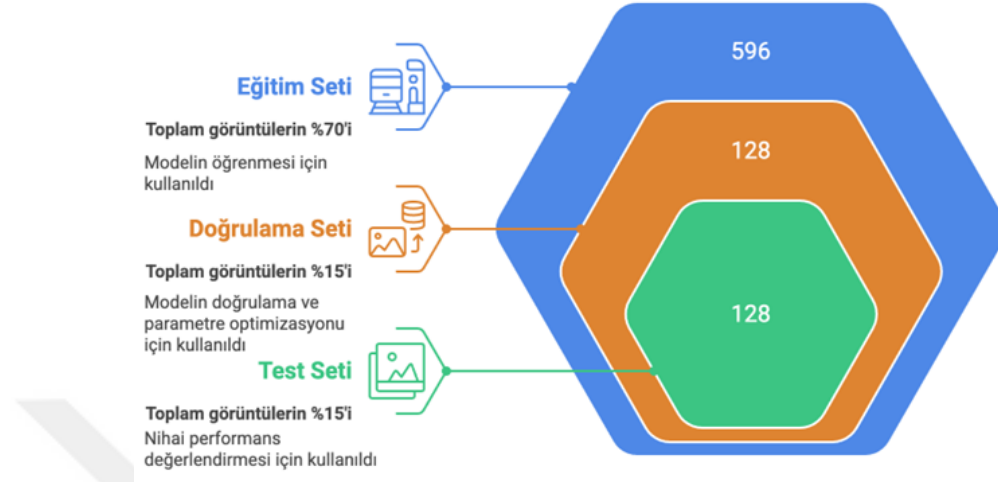 Eğitim Seti
Toplam görüntülerin %70'i
Modelin öğrenmesi için
kullanıldı
Doğrulama Seti
Toplam görüntülerin %15'i
Modelin doğrulama ve
parametre optimizasyonu
için kullanıldı
Test Seti
Toplam görüntülerin %15'i
Nihai performans
değerlendirmesi için kullanıldı
596
128
128